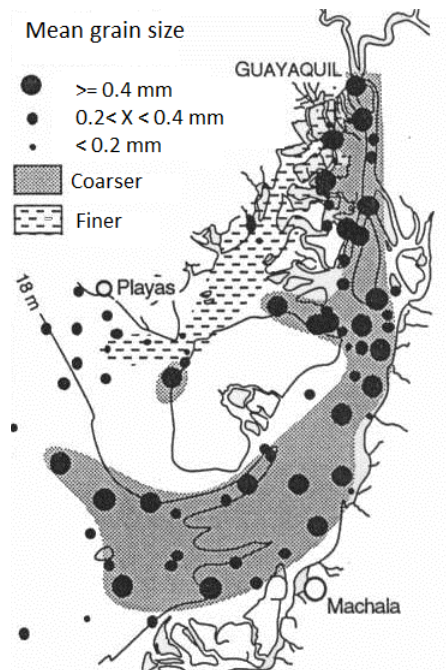 Mean grain size
>= 0.4 mm
0.2< X < 0.4 mm
< 0.2 mm
Coarser
Finer
GUAYAQUIL
Playas
18 m
Machala